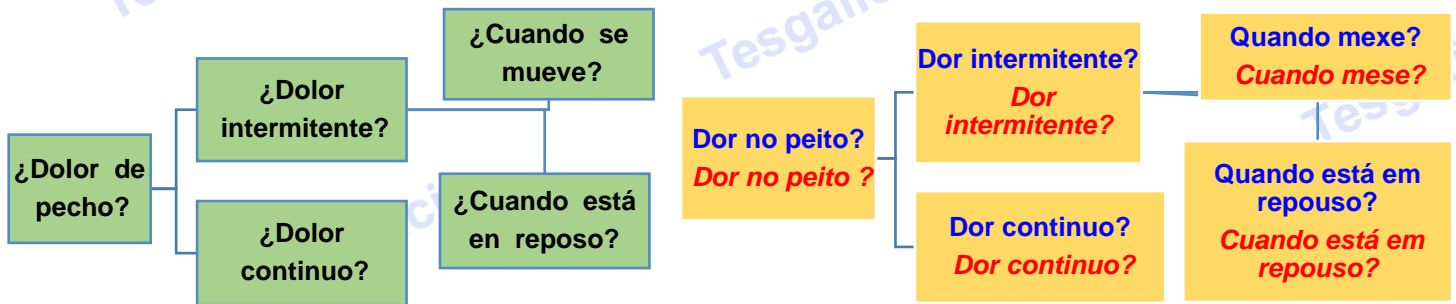 ¿Dolor de
pecho?
¿Dolor
intermitente?
¿Dolor
continuo?
¿Cuando se
mueve?
¿Cuando está
en reposo?
Dor no peito?
Dor no peito ?
Dor intermitente?
Dor
intermitente?
Dor continuo?
Dor continuo?
Quando mexe?
Cuando mese?
Quando está em
repouso?
Cuando está em
repouso?